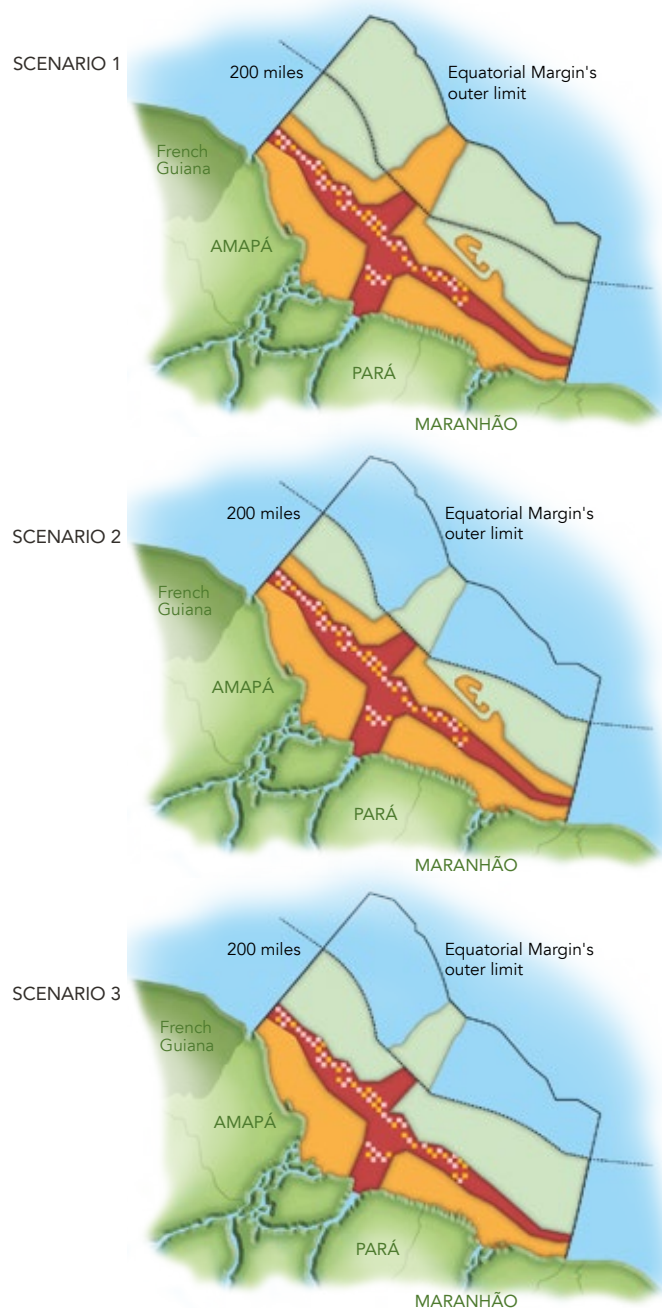 SCENARIO 1
200 miles
Equatorial Margin's
outer limit
French
Guiana
AMAPÁ
PARÁ
MARANHÃO
SCENARIO 2
200 miles
Equatorial Margin's
outer limit
French
Guiana
AMAPÁ
PARÁ
MARANHÃO
SCENARIO 3
200 miles
Equatorial Margin's
outer limit
French
Guiana
AMAPÁ
PARÁ
MARANHÃO